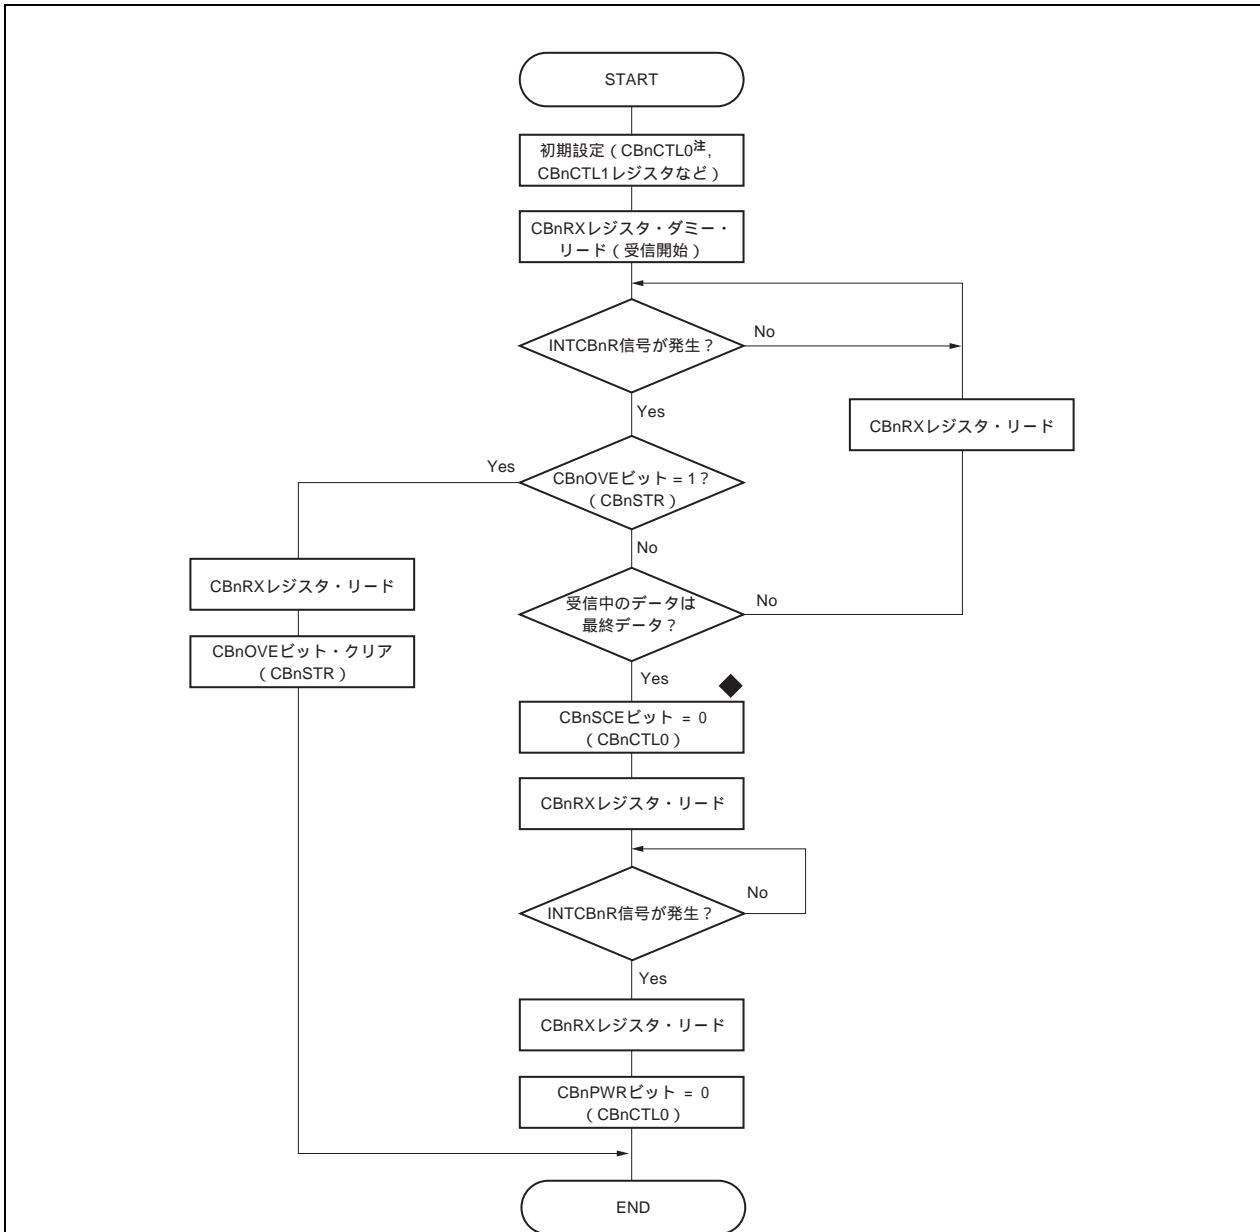 START
初期設定（CBnCTL0注,
CBnCTL1レジスタなど）
CBnRXレジスタ・ダミー・
リード（受信開始）
INTCBnR信号が発生？
No
Yes
CBnRXレジスタ・リード
Yes
CBnOVEビット = 1？
（CBnSTR）
No
CBnRXレジスタ・リード
受信中のデータは
最終データ？
No
CBnOVEビット・クリア
（CBnSTR）
Yes
CBnSCEビット = 0
（CBnCTL0）
CBnRXレジスタ・リード
INTCBnR信号が発生？
No
Yes
CBnRXレジスタ・リード
CBnPWRビット = 0
（CBnCTL0）
END